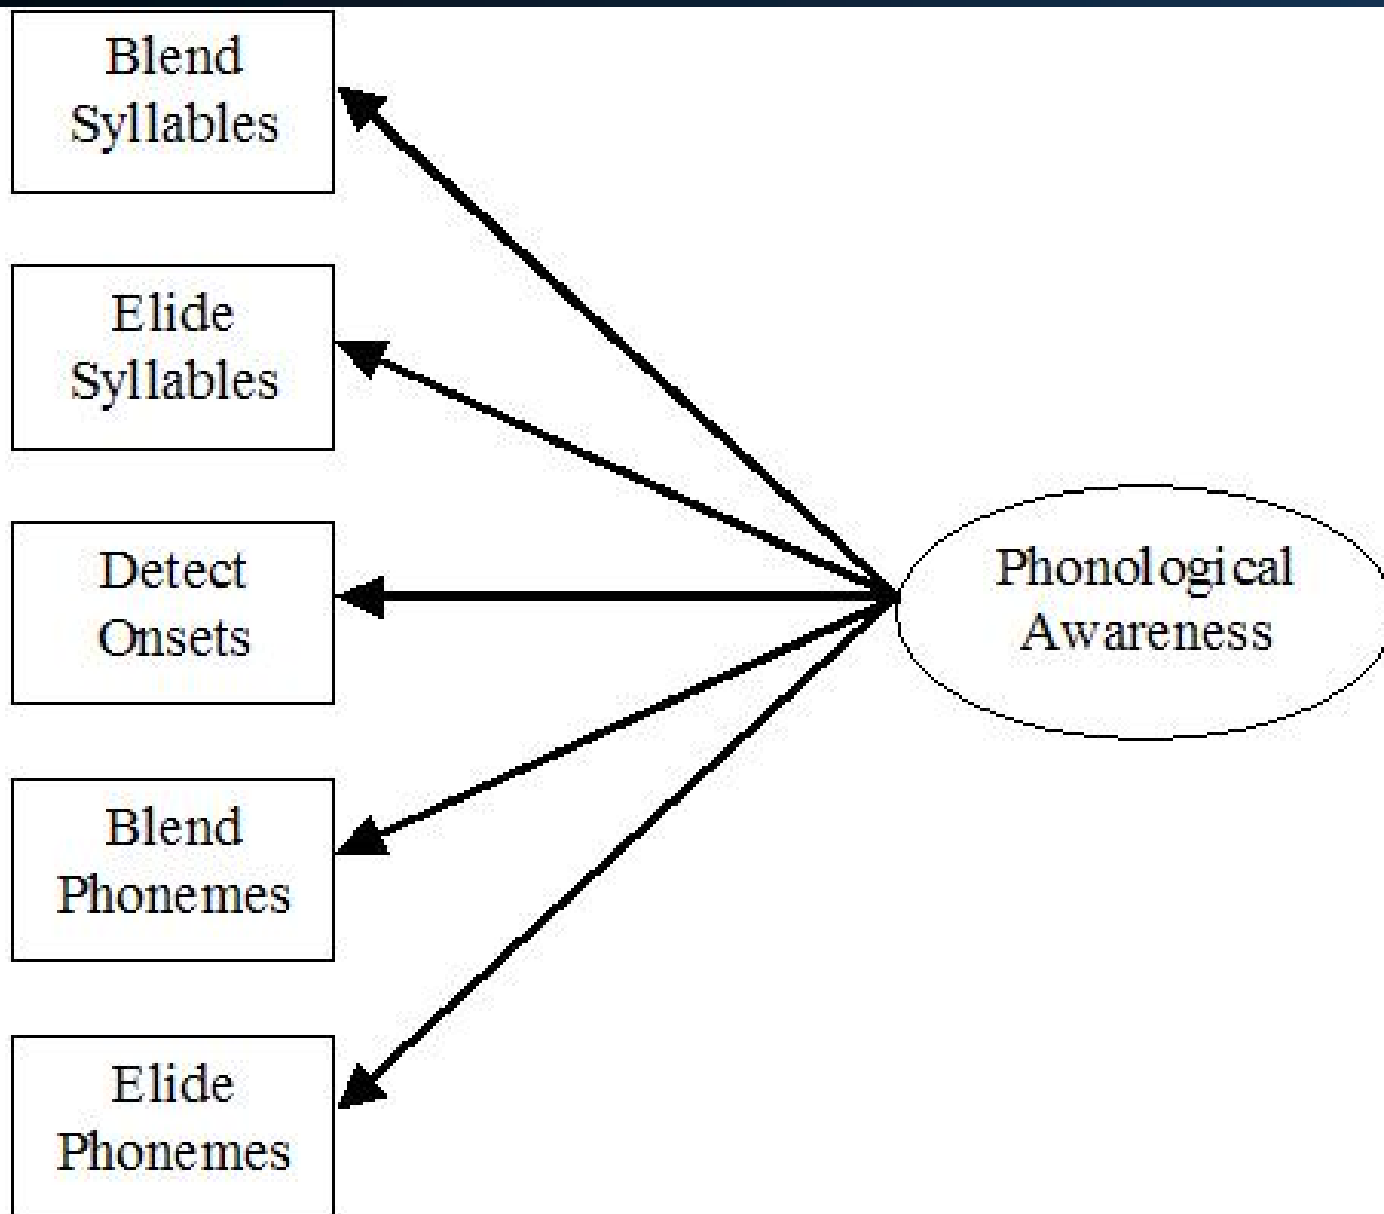 Blend
Syllables
Elide
Syllables
Detect
Onsets
Blend
Phonemes
Elide
Phonemes
Phonological
Awareness